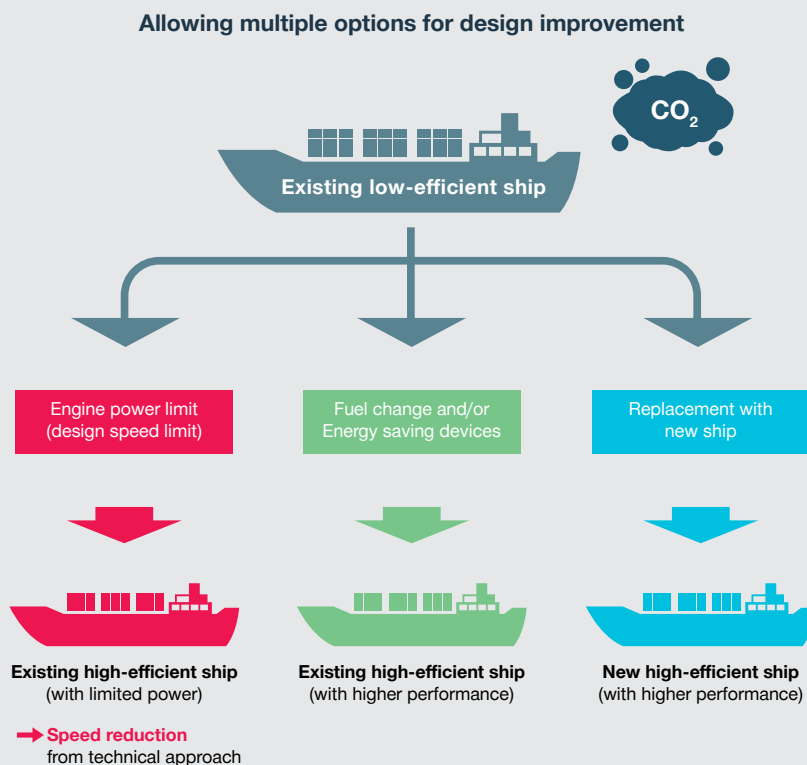 Allowing multiple options for design improvement
CO₂
Existing low-efficient ship
Engine power limit
(design speed limit)
Fuel change and/or
Energy saving devices
Replacement with
new ship
Existing high-efficient ship
(with limited power)
Existing high-efficient ship
(with higher performance)
New high-efficient ship
(with higher performance)
Speed reduction
from technical approach